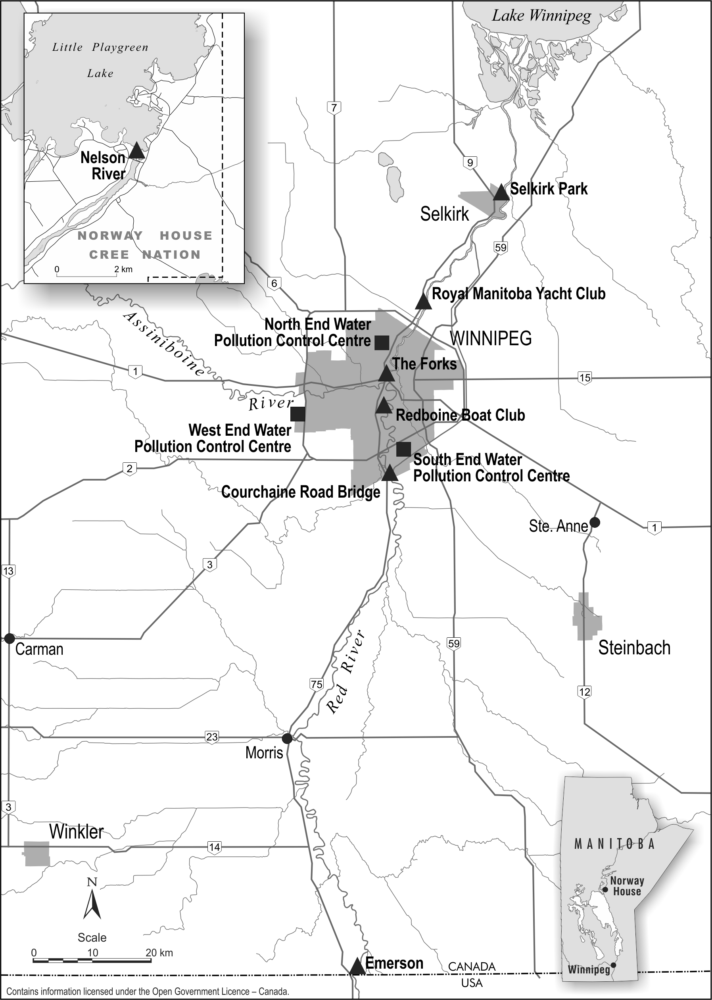 Lake Winnipeg
Little Playgreen
Lake
Nelson
River
NORWAY HOUSE
CREE NATION
0 2 km
7
9
Selkirk Park
Selkirk
59
6
Royal Manitoba Yacht Club
Assiniboine
River
North End Water
Pollution Control Centre
WINNIPEG
The Forks
1
15
Redboine Boat Club
West End Water
Pollution Control Centre
South End Water
Pollution Control Centre
2
Courchaine Road Bridge
Ste. Anne
1
13
3
Carman
59
Steinbach
Red River
75
12
23
Morris
3
Winkler
14
MANITOBA
Norway
House
Winnipeg
N
Scale
0 10 20 km
Emerson
CANADA
USA
Contains information licensed under the Open Government Licence – Canada.